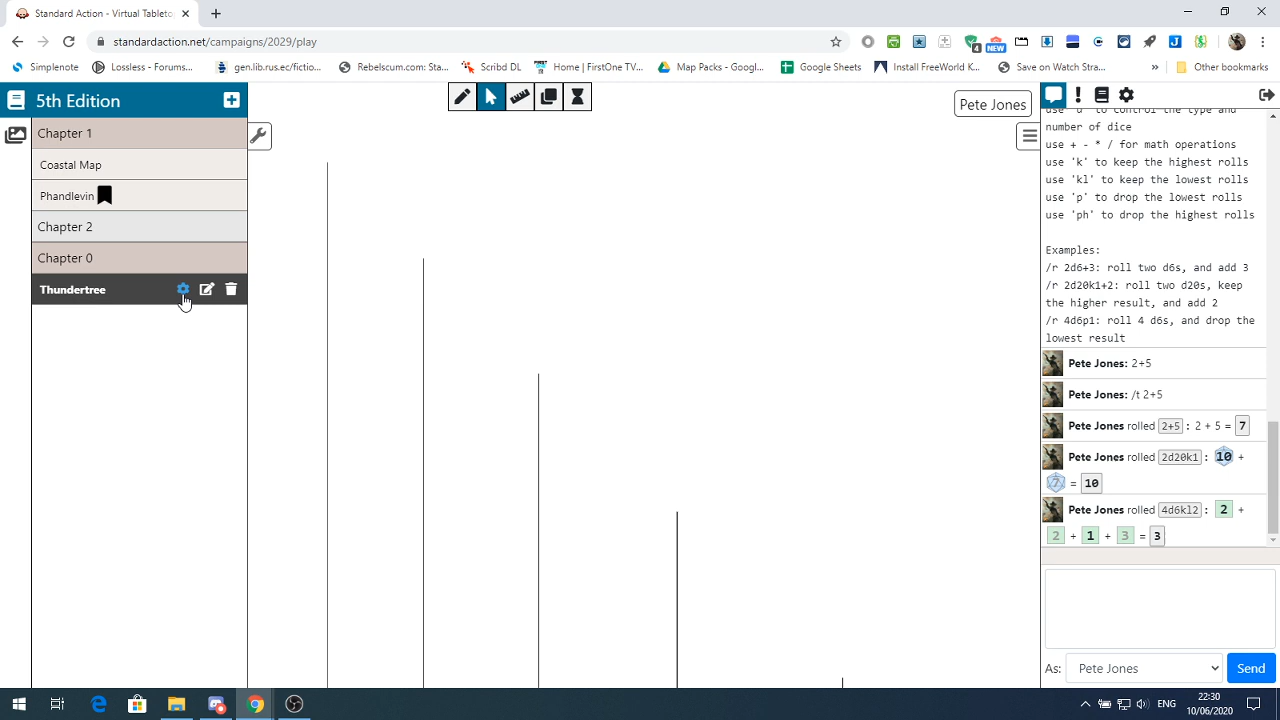 Standard Action - Virtual Tableto
standardaction.net/campaigns/2029/play
4
NEW
Simplenote
Lossless - Forums...
gen.lib.rus.ec/fictio...
Rebelscum.com: Sta...
Scribd DL
Home | FirstOne TV...
Map Packs - Googl...
Google Sheets
Install FreeWorld K...
Save on Watch Stra...
»
Other bookmarks
5th Edition
Chapter 1
Coastal Map
Phandlevin
Chapter 2
Chapter 0
Thundertree
Pete Jones
use 'd' to control the type and
number of dice
use + - * / for math operations
use 'k' to keep the highest rolls
use 'kl' to keep the lowest rolls
use 'p' to drop the lowest rolls
use 'ph' to drop the highest rolls
Examples:
/r 2d6+3: roll two d6s, and add 3
/r 2d20k1+2: roll two d20s, keep
the higher result, and add 2
/r 4d6p1: roll 4 d6s, and drop the
lowest result
Pete Jones: 2+5
Pete Jones: /t 2+5
Pete Jones rolled 2+5 : 2 + 5 = 7
Pete Jones rolled 2d20k1 : 10 +
7 = 10
Pete Jones rolled 4d6kl2 : 2 +
2 + 1 + 3 = 3
As:
Pete Jones
Send
ENG
22:30
10/06/2020